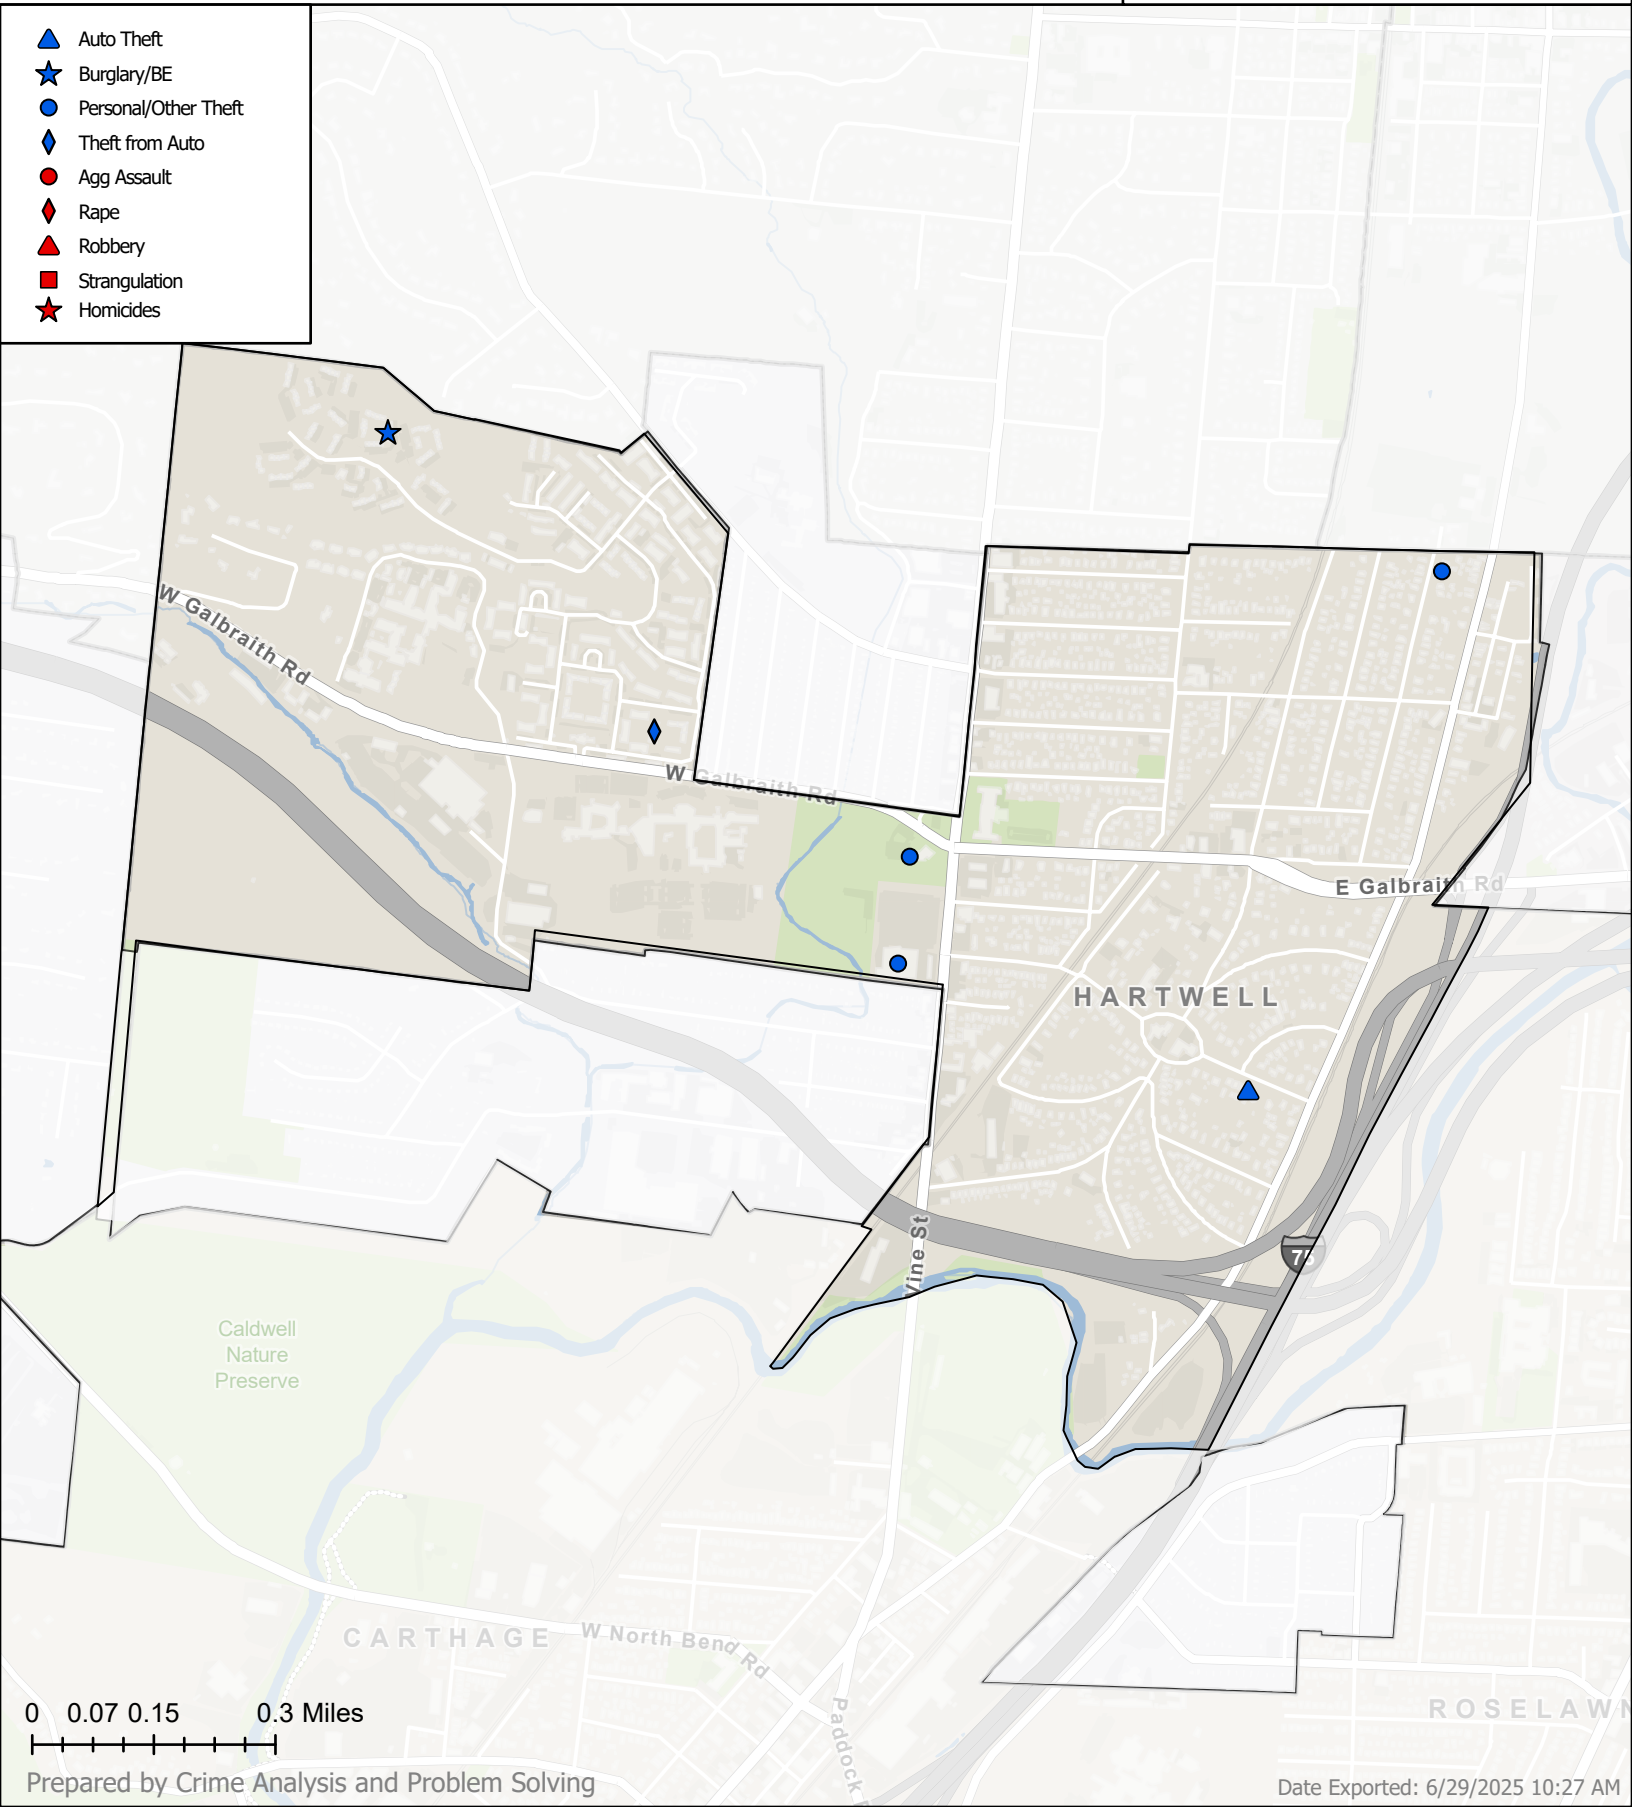 Auto Theft
Burglary/BE
Personal/Other Theft
Theft from Auto
Agg Assault
Rape
Robbery
Strangulation
Homicides
W Galbraith Rd
W Galbraith Rd
E Galbraith Rd
HARTWELL
Vine St
75
Caldwell
Nature
Preserve
CARTHAGE
W North Bend Rd
Paddock
ROSELAWN
0 0.07 0.15 0.3 Miles
Prepared by Crime Analysis and Problem Solving
Date Exported: 6/29/2025 10:27 AM